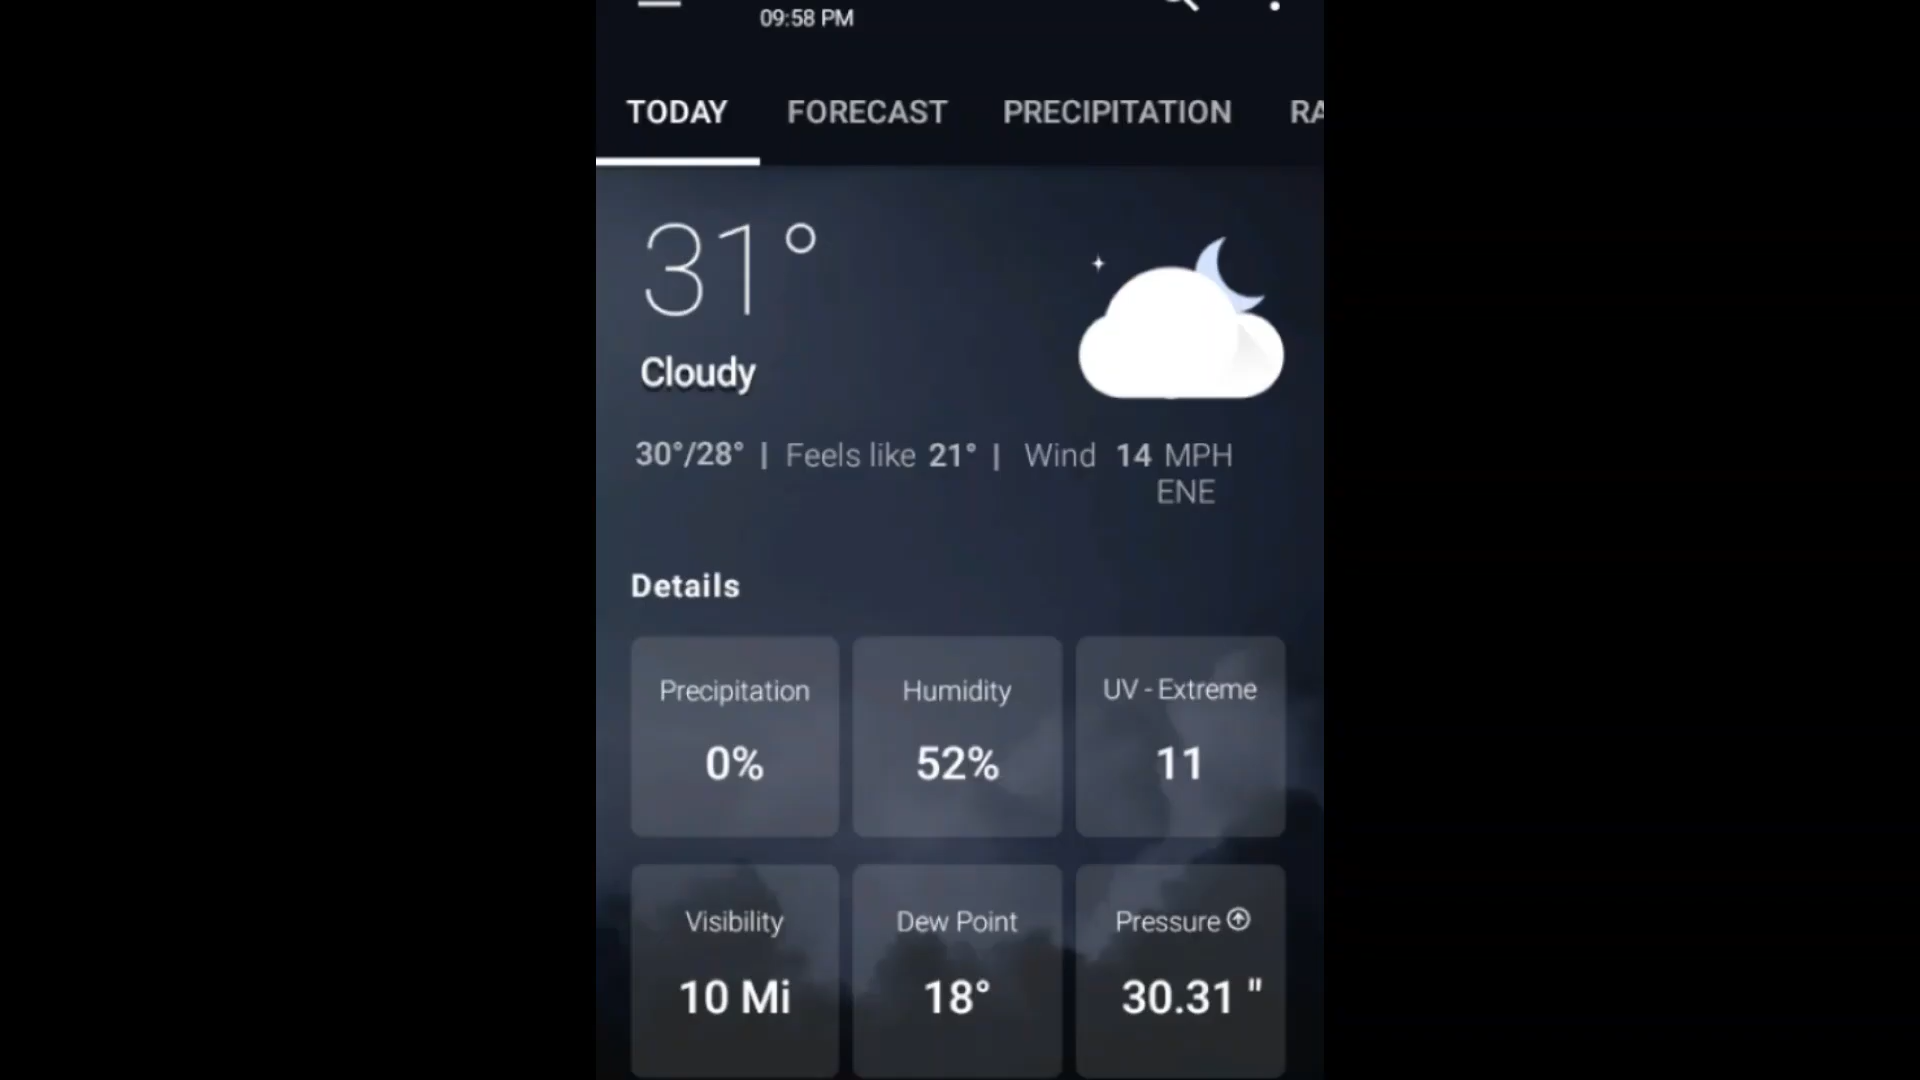 09:58 PM
TODAY FORECAST PRECIPITATION RA
31°
Cloudy
30°/28° | Feels like 21° | Wind 14 MPH
ENE
Details
Precipitation Humidity UV - Extreme
0% 52% 11
Visibility Dew Point Pressure
10 Mi 18° 30.31 "